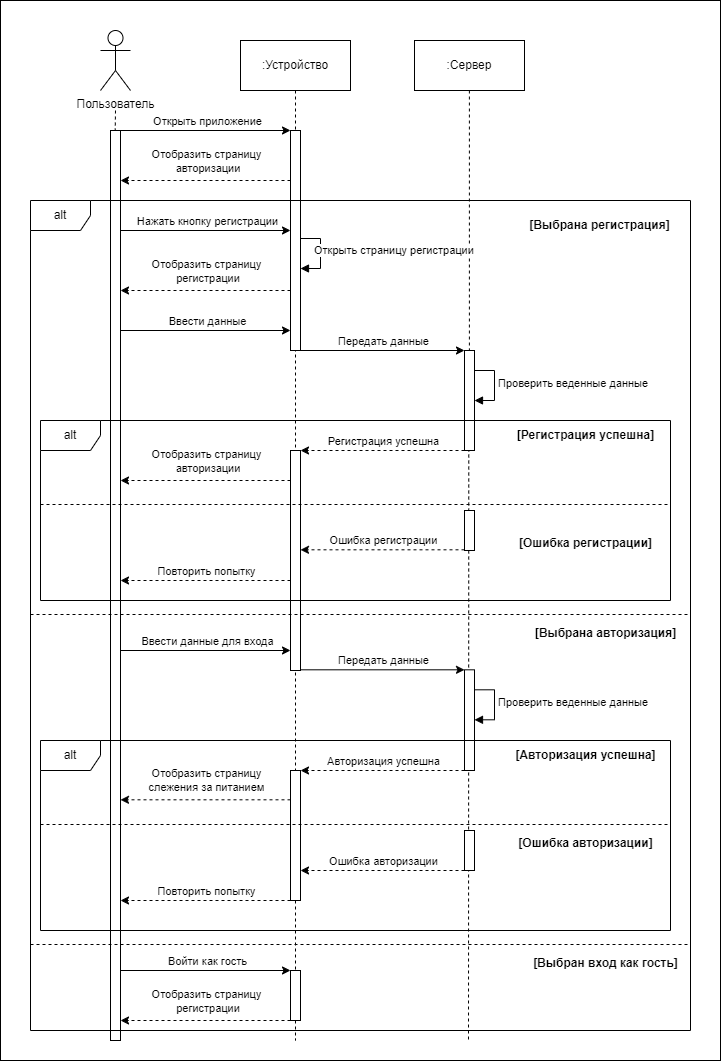 :Устройство
:Сервер
Пользователь
Открыть приложение
Отобразить страницу
авторизации
alt
Нажать кнопку регистрации
[Выбрана регистрация]
Открыть страницу регистрации
Отобразить страницу
регистрации
Ввести данные
Передать данные
Проверить веденные данные
alt
Регистрация успешна
[Регистрация успешна]
Отобразить страницу
авторизации
Ошибка регистрации
[Ошибка регистрации]
Повторить попытку
[Выбрана авторизация]
Ввести данные для входа
Передать данные
Проверить веденные данные
alt
Авторизация успешна
[Авторизация успешна]
Отобразить страницу
слежения за питанием
[Ошибка авторизации]
Ошибка авторизации
Повторить попытку
Войти как гость
[Выбран вход как гость]
Отобразить страницу
регистрации